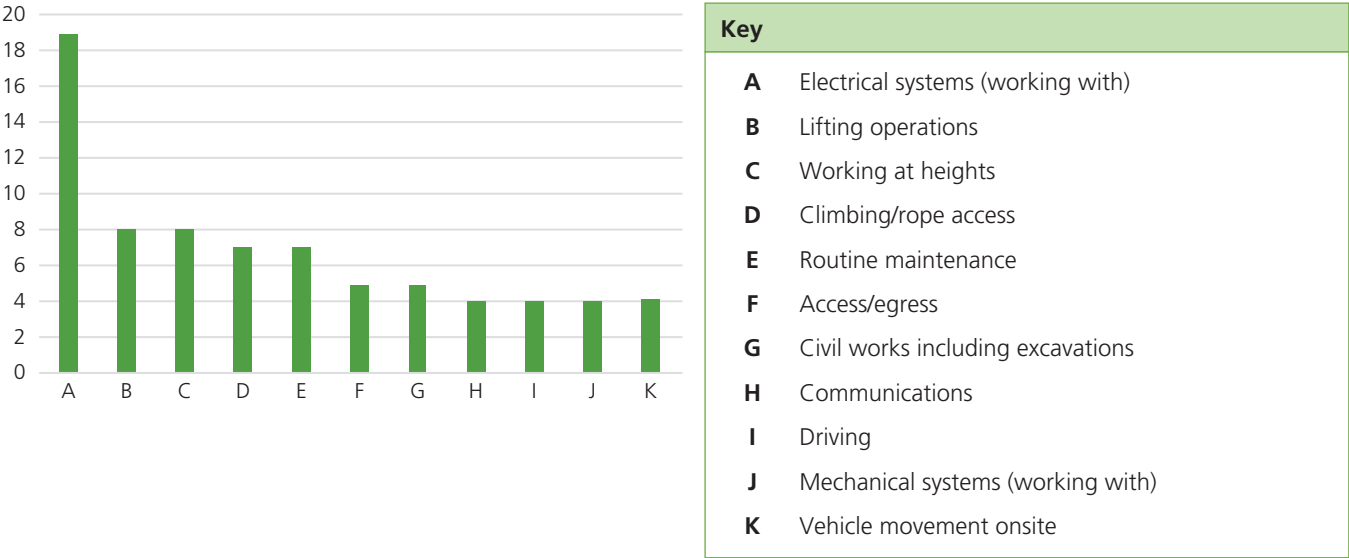 20
18
16
14
12
10
8
6
4
2
0
A B C D E F G H I J K
Key
A Electrical systems (working with)
B Lifting operations
C Working at heights
D Climbing/rope access
E Routine maintenance
F Access/egress
G Civil works including excavations
H Communications
I Driving
J Mechanical systems (working with)
K Vehicle movement onsite